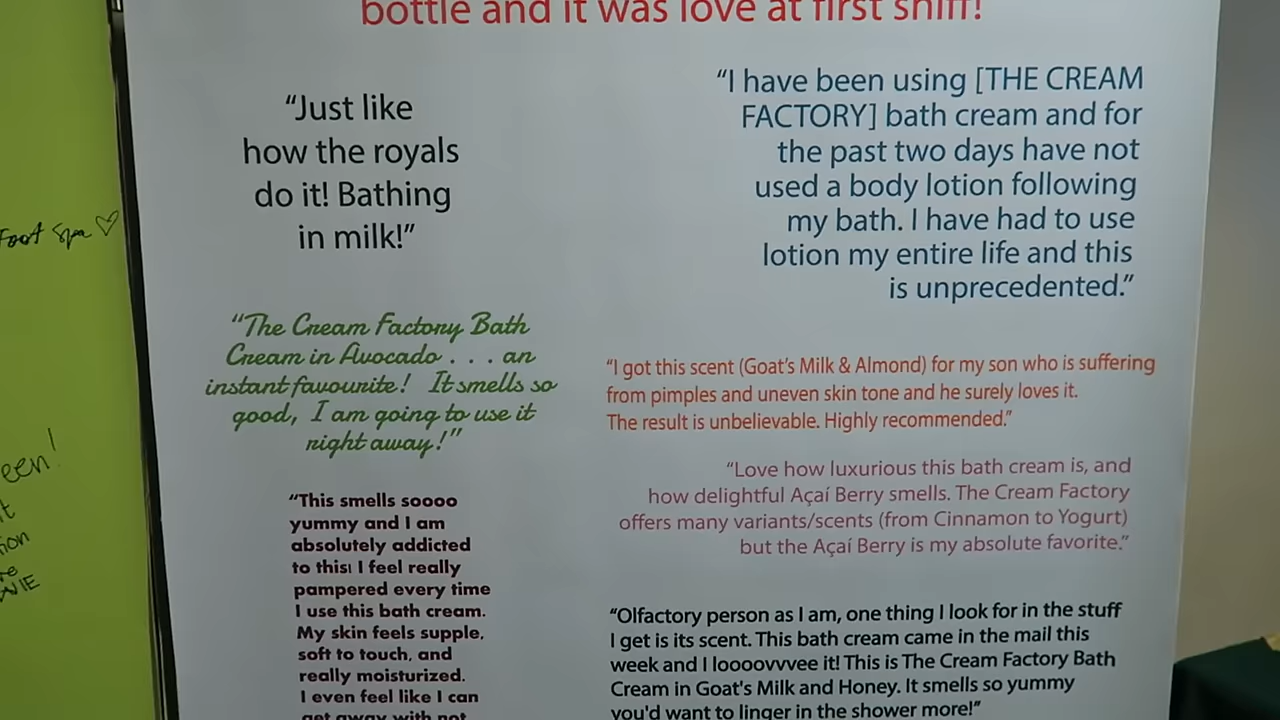 bottle and it was love at first sniff!
“Just like
how the royals
do it! Bathing
in milk!”
“I have been using [THE CREAM
FACTORY] bath cream and for
the past two days have not
used a body lotion following
my bath. I have had to use
lotion my entire life and this
is unprecedented.”
“The Cream Factory Bath
Cream in Avocado . . . an
instant favourite! It smells so
good, I am going to use it
right away!”
“I got this scent (Goat’s Milk & Almond) for my son who is suffering
from pimples and uneven skin tone and he surely loves it.
The result is unbelievable. Highly recommended.”
“Love how luxurious this bath cream is, and
how delightful Açaí Berry smells. The Cream Factory
offers many variants/scents (from Cinnamon to Yogurt)
but the Açaí Berry is my absolute favorite.”
“This smells soooo
yummy and I am
absolutely addicted
to this! I feel really
pampered every time
I use this bath cream.
My skin feels supple,
soft to touch, and
really moisturized.
I even feel like I can
get away with not
“Olfactory person as I am, one thing I look for in the stuff
I get is its scent. This bath cream came in the mail this
week and I loooovvvee it! This is The Cream Factory Bath
Cream in Goat's Milk and Honey. It smells so yummy
you'd want to linger in the shower more!”
Foot Spa ♡